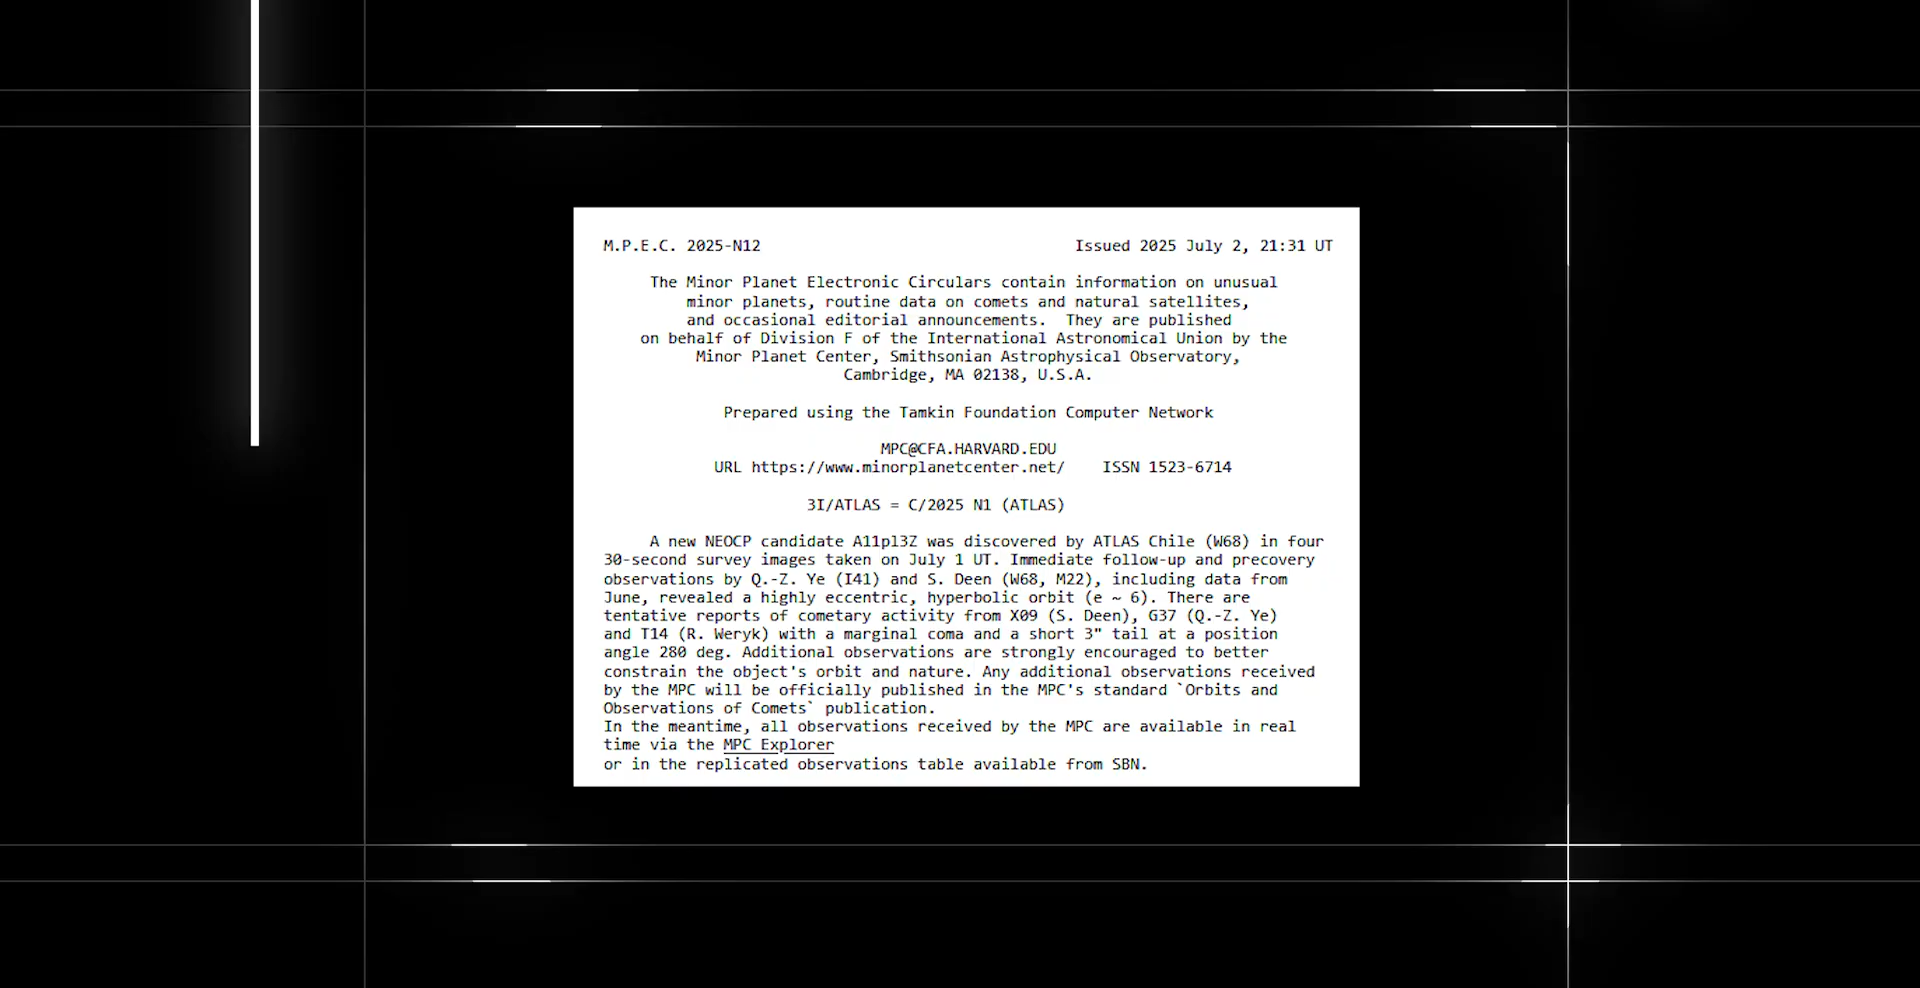 M.P.E.C. 2025-N12 Issued 2025 July 2, 21:31 UT
The Minor Planet Electronic Circulars contain information on unusual
minor planets, routine data on comets and natural satellites,
and occasional editorial announcements. They are published
on behalf of Division F of the International Astronomical Union by the
Minor Planet Center, Smithsonian Astrophysical Observatory,
Cambridge, MA 02138, U.S.A.
Prepared using the Tamkin Foundation Computer Network
MPC@CFA.HARVARD.EDU
URL https://www.minorplanetcenter.net/ ISSN 1523-6714
3I/ATLAS = C/2025 N1 (ATLAS)
A new NEOCP candidate A11pl3Z was discovered by ATLAS Chile (W68) in four
30-second survey images taken on July 1 UT. Immediate follow-up and precovery
observations by Q.-Z. Ye (I41) and S. Deen (W68, M22), including data from
June, revealed a highly eccentric, hyperbolic orbit (e ~ 6). There are
tentative reports of cometary activity from X09 (S. Deen), G37 (Q.-Z. Ye)
and T14 (R. Weryk) with a marginal coma and a short 3" tail at a position
angle 280 deg. Additional observations are strongly encouraged to better
constrain the object's orbit and nature. Any additional observations received
by the MPC will be officially published in the MPC's standard `Orbits and
Observations of Comets` publication.
In the meantime, all observations received by the MPC are available in real
time via the MPC Explorer
or in the replicated observations table available from SBN.